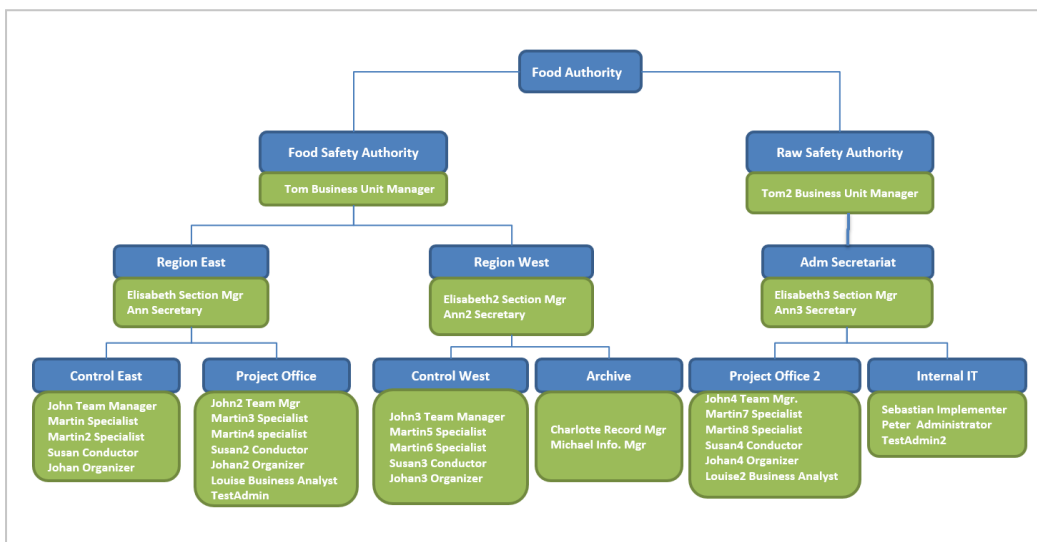 Food Authority
Food Safety Authority
Tom Business Unit Manager
Raw Safety Authority
Tom2 Business Unit Manager
Region East
Elisabeth Section Mgr
Ann Secretary
Region West
Elisabeth2 Section Mgr
Ann2 Secretary
Adm Secretariat
Elisabeth3 Section Mgr
Ann3 Secretary
Control East
John Team Manager
Martin Specialist
Martin2 Specialist
Susan Conductor
Johan Organizer
Project Office
John2 Team Mgr
Martin3 Specialist
Martin4 specialist
Susan2 Conductor
Johan2 Organizer
Louise Business Analyst
TestAdmin
Control West
John3 Team Manager
Martin5 Specialist
Martin6 Specialist
Susan3 Conductor
Johan3 Organizer
Archive
Charlotte Record Mgr
Michael Info. Mgr
Project Office 2
John4 Team Mgr.
Martin7 Specialist
Martin8 Specialist
Susan4 Conductor
Johan4 Organizer
Louise2 Business Analyst
Internal IT
Sebastian Implementer
Peter Administrator
TestAdmin2